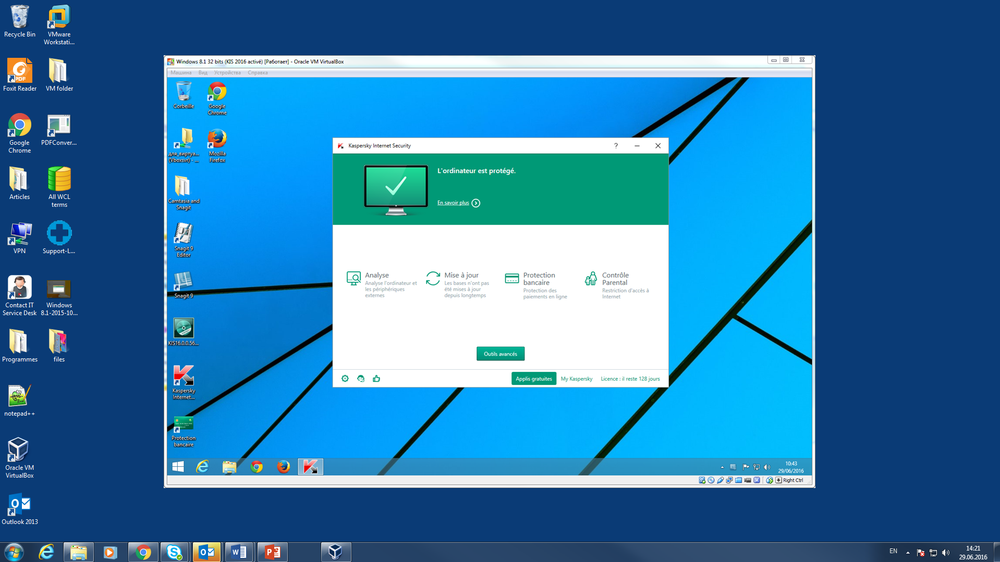 Recycle Bin
VMware
Workstati...
Foxit Reader
VM folder
Google
Chrome
PDFConver...
Articles
All WCL
terms
VPN
Support-L...
Contact IT
Service Desk
Windows
8.1-2015-10...
Programmes
files
notepad++
Oracle VM
VirtualBox
Outlook 2013
Windows 8.1 32 bits (KIS 2016 activé) [Работает] - Oracle VM VirtualBox
Машина Вид Устройства Справка
Corbeille
Google
Chrome
для_виртуа...
(Vboxsvr) - ...
Mozilla
Firefox
Camtasia and
Snagit
Snagit 9
Editor
Snagit 9
KIS16.0.0.56...
Kaspersky
Internet...
Protection
bancaire
Kaspersky Internet Security
?
L'ordinateur est protégé.
En savoir plus
Analyse
Analyse l'ordinateur et
les périphériques
externes
Mise à jour
Les bases n'ont pas
été mises à jour
depuis longtemps
Protection
bancaire
Protection des
paiements en ligne
Contrôle
Parental
Restriction d'accès à
Internet
Outils avancés
Applis gratuites My Kaspersky Licence : il reste 128 jours
10:43
29/06/2016
Right Ctrl
EN
14:21
29.06.2016